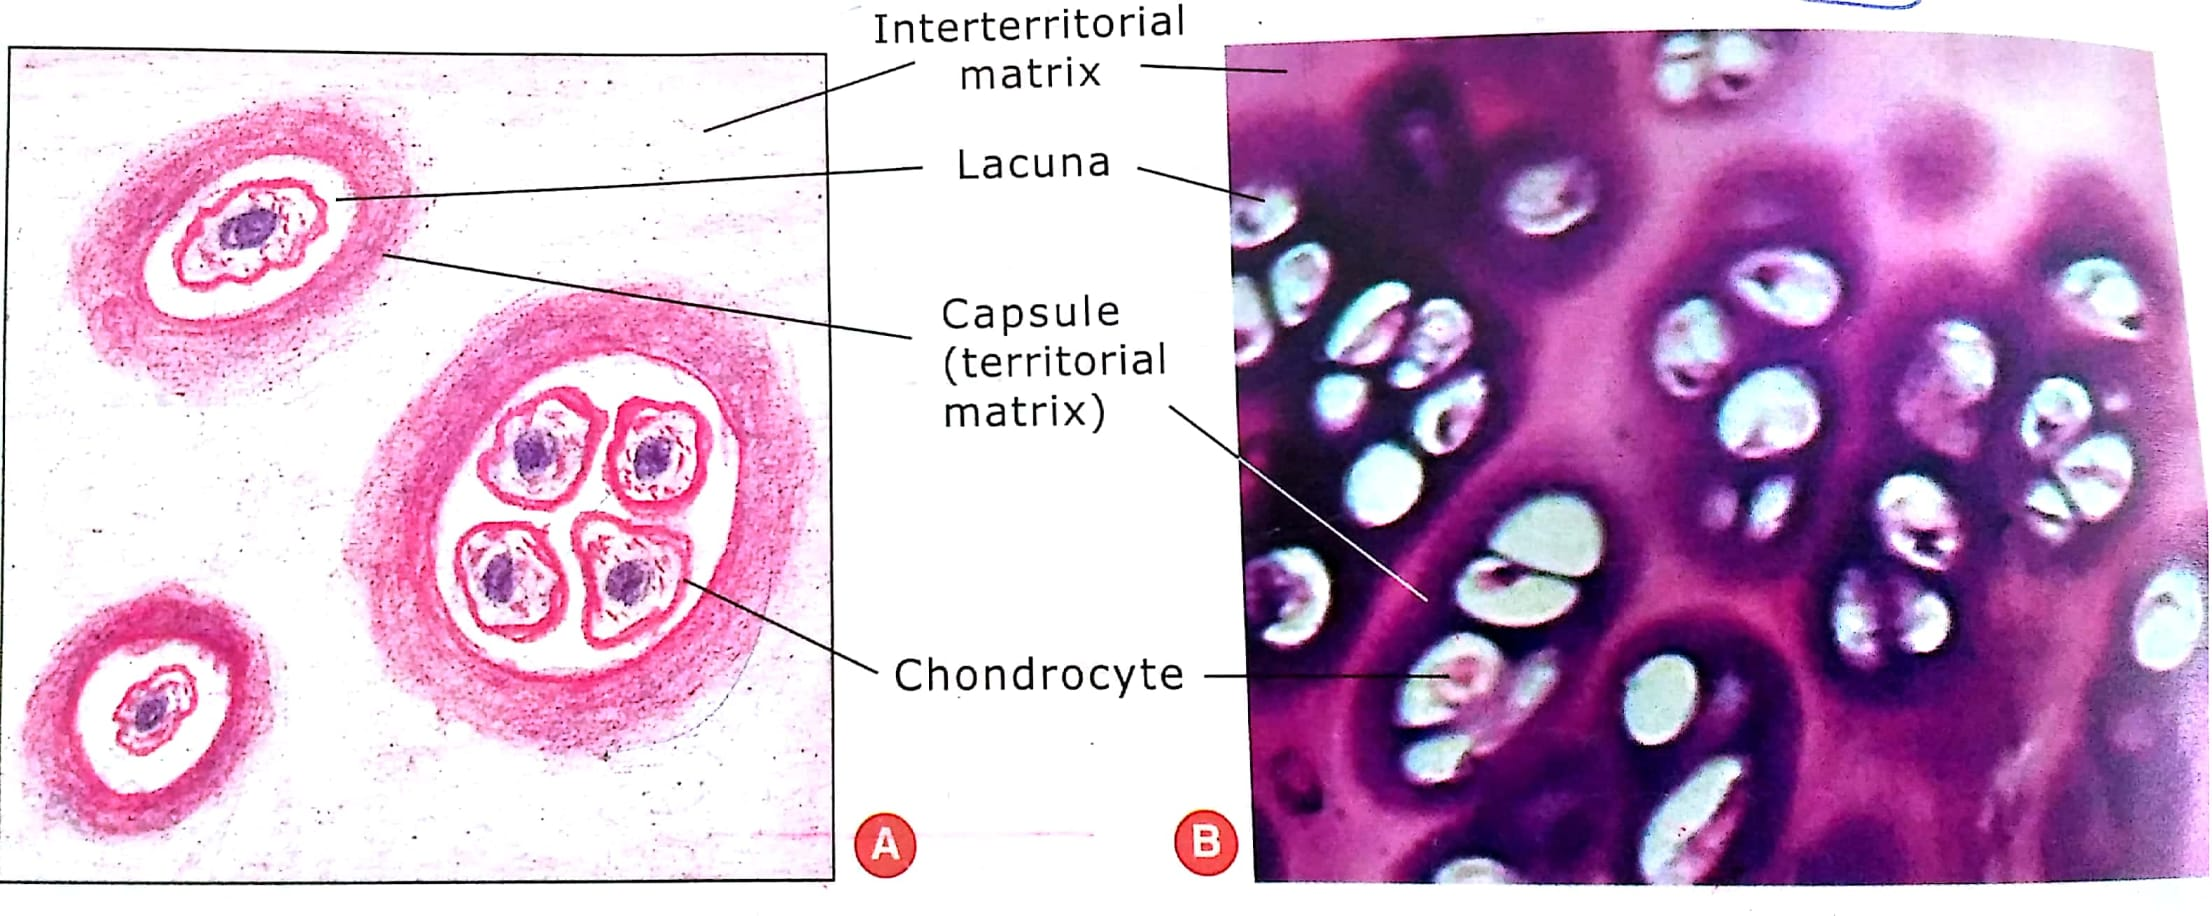 Interterritorial
matrix
Lacuna
Capsule
(territorial
matrix)
Chondrocyte
A
B